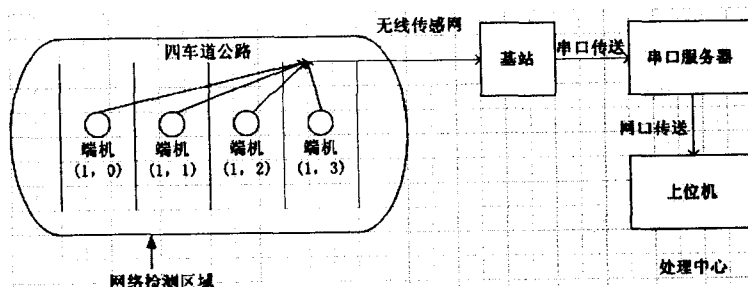 无线传感网
四车道公路
基站
串口传送
串口服务器
端机
(1, 0)
端机
(1, 1)
端机
(1, 2)
端机
(1, 3)
网口传送
上位机
处理中心
网络检测区域